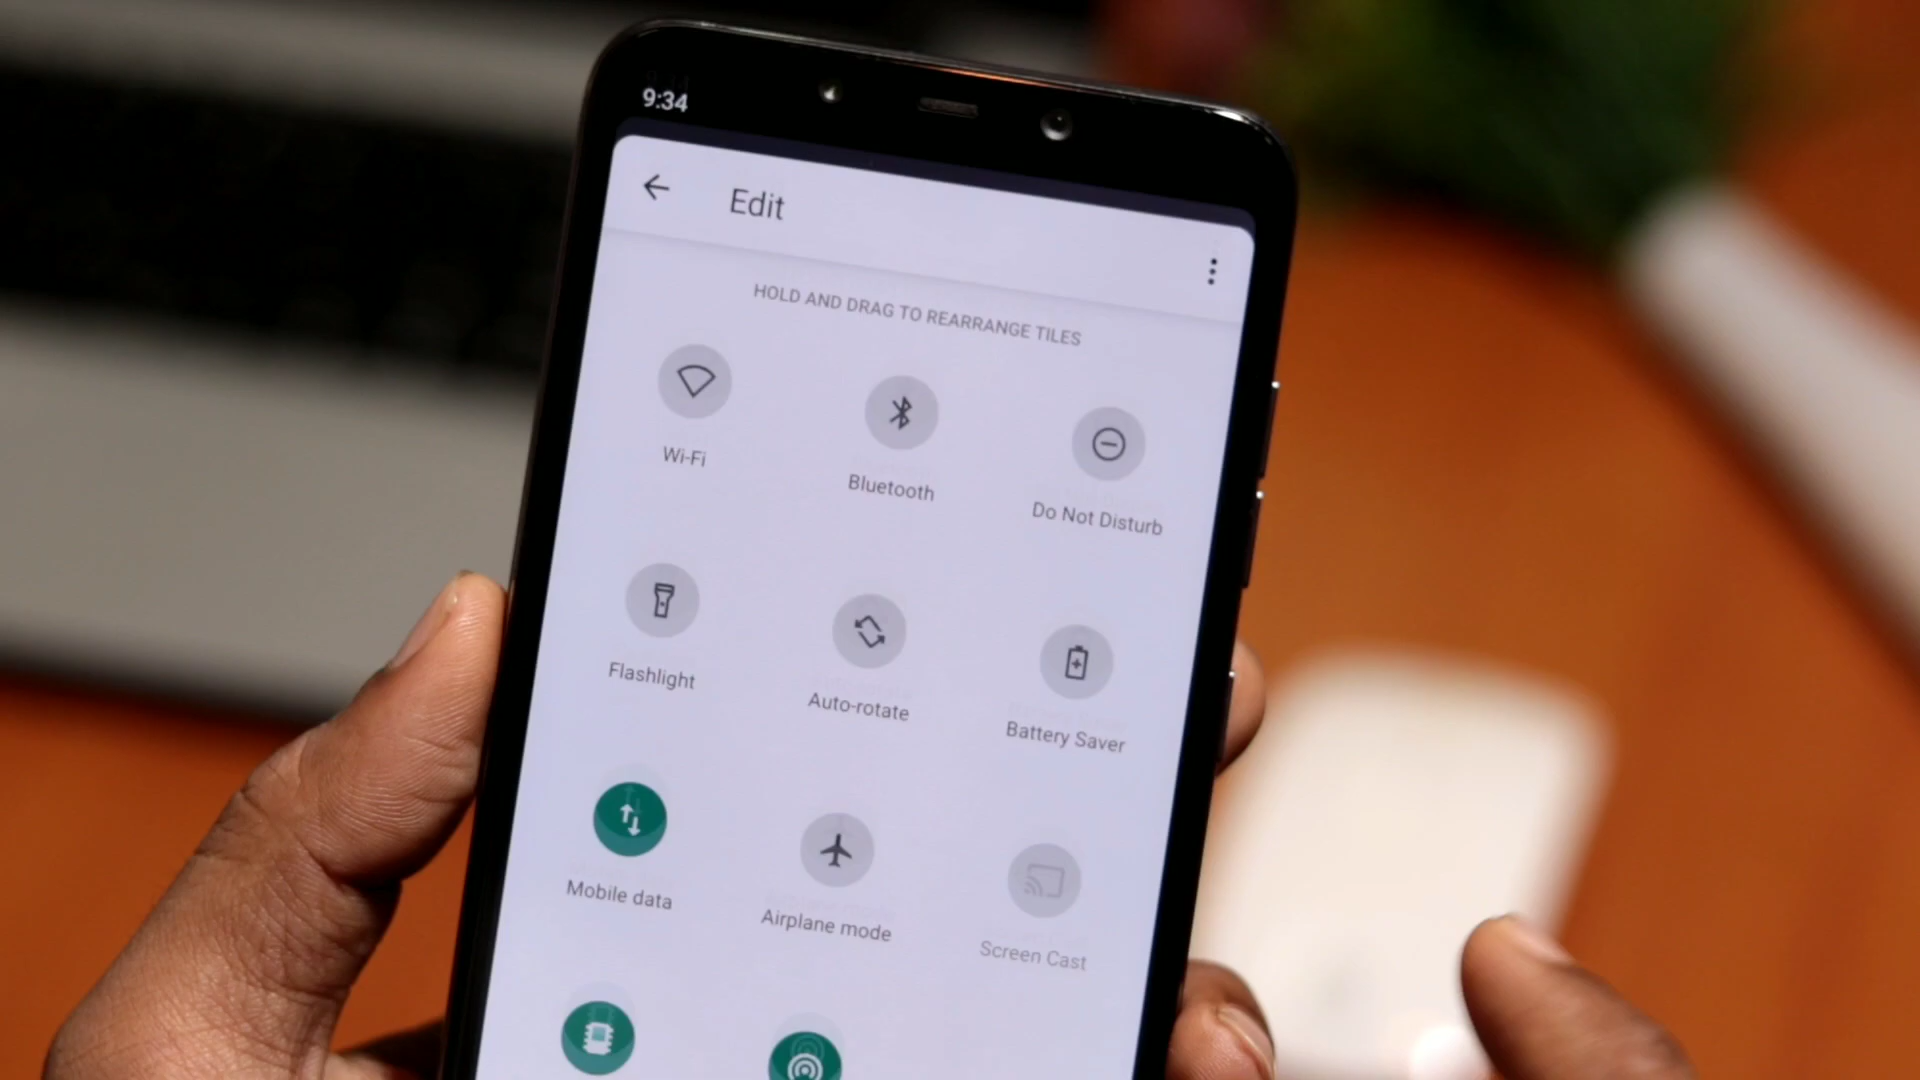 9:34
Edit
HOLD AND DRAG TO REARRANGE TILES
Wi-Fi
Bluetooth
Do Not Disturb
Flashlight
Auto-rotate
Battery Saver
Mobile data
Airplane mode
Screen Cast